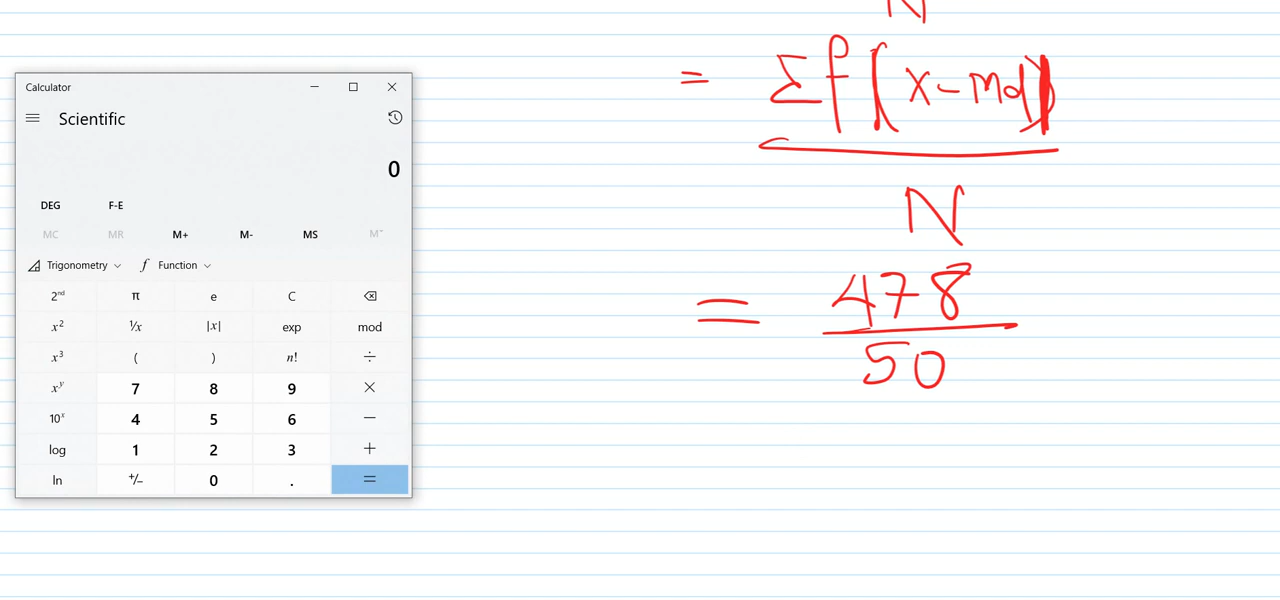 N
= Σf|x-md|
N
= 478
50
Calculator
Scientific
0
DEG F-E
MC MR M+ M- MS M˅
Trigonometry Function
2ⁿᵈ π e C
x² ¹/x |x| exp mod
x³ ( ) n! ÷
xʸ 7 8 9 ×
10ˣ 4 5 6 −
log 1 2 3 +
ln +/− 0 . =